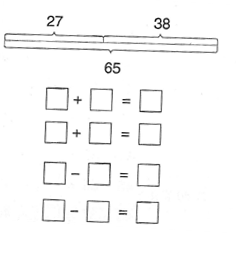 27 38
65
□ + □ = □
□ + □ = □
□ - □ = □
□ - □ = □